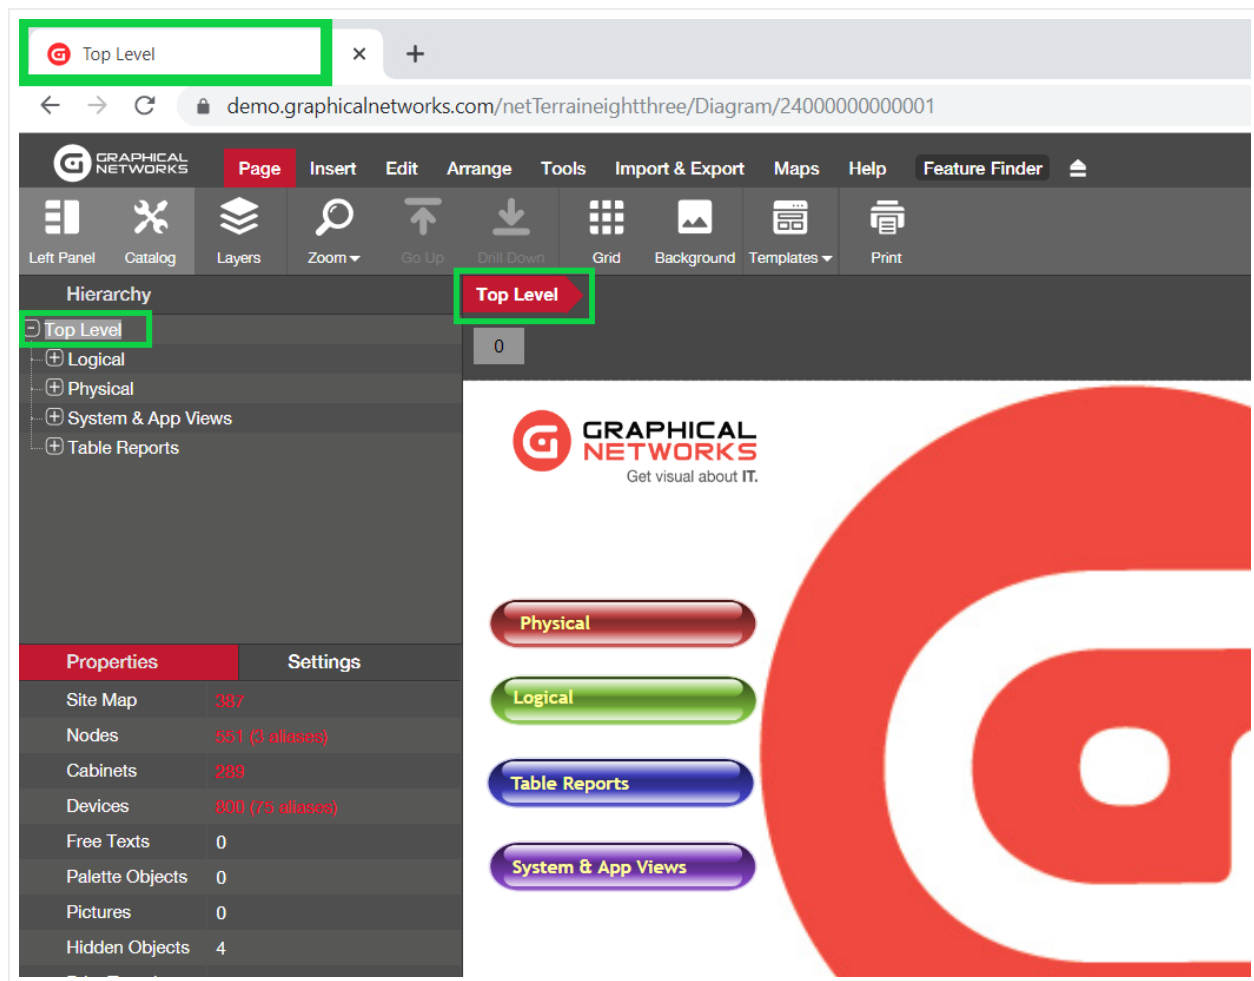 Top Level
demo.graphicalnetworks.com/netTerraineightthree/Diagram/24000000000001
GRAPHICAL
NETWORKS
Page Insert Edit Arrange Tools Import & Export Maps Help Feature Finder
Left Panel Catalog Layers Zoom Go Up Drill Down Grid Background Templates Print
Hierarchy
Top Level
Top Level
0
Logical
Physical
System & App Views
Table Reports
GRAPHICAL
NETWORKS
Get visual about IT.
Physical
Logical
Table Reports
System & App Views
Properties Settings
Site Map 387
Nodes 551 (3 aliases)
Cabinets 289
Devices 800 (75 aliases)
Free Texts 0
Palette Objects 0
Pictures 0
Hidden Objects 4